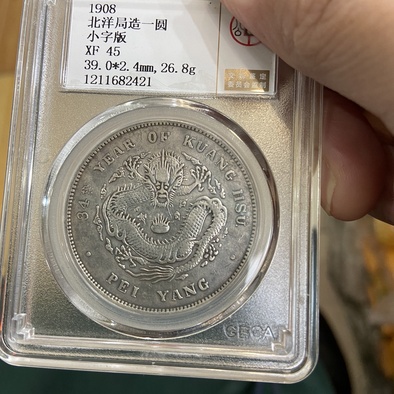 1908
北洋局造一圆
小字版
XF 45
39.0*2.4mm,26.8g
1211682421
34th YEAR OF KUANG HSU
PEI YANG